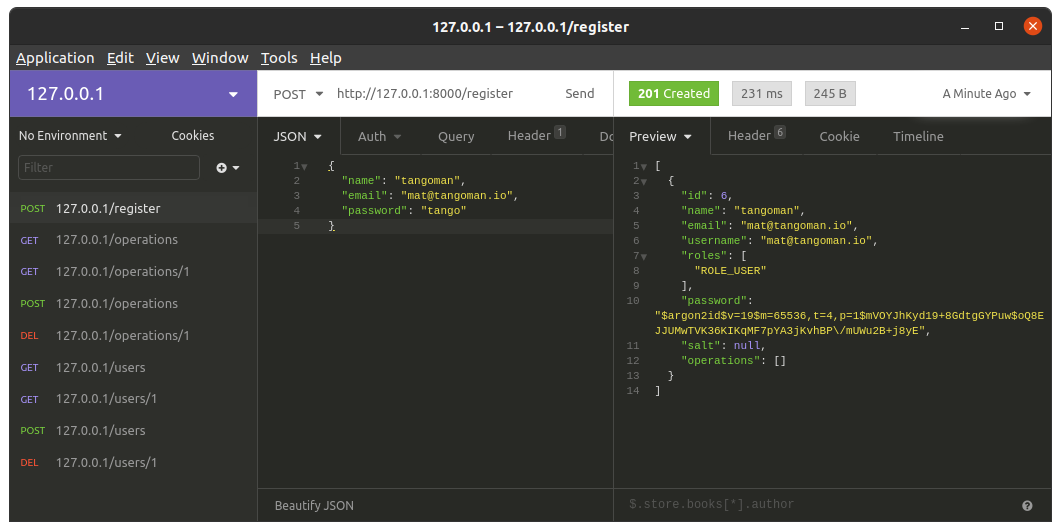 127.0.0.1 – 127.0.0.1/register
Application Edit View Window Tools Help
127.0.0.1
POST http://127.0.0.1:8000/register Send
201 Created 231 ms 245 B A Minute Ago
No Environment Cookies
JSON Auth Query Header 1 Do
Preview Header 6 Cookie Timeline
Filter
POST 127.0.0.1/register
GET 127.0.0.1/operations
GET 127.0.0.1/operations/1
POST 127.0.0.1/operations
DEL 127.0.0.1/operations/1
GET 127.0.0.1/users
GET 127.0.0.1/users/1
POST 127.0.0.1/users
DEL 127.0.0.1/users/1
1 {
2 "name": "tangoman",
3 "email": "mat@tangoman.io",
4 "password": "tango"
5 }
Beautify JSON
1 [
2 {
3 "id": 6,
4 "name": "tangoman",
5 "email": "mat@tangoman.io",
6 "username": "mat@tangoman.io",
7 "roles": [
8 "ROLE_USER"
9 ],
10 "password":
"$argon2id$v=19$m=65536,t=4,p=1$mVOYJhKyd19+8GdtgGYPuw$oQ8E
JJUMwTVK36KIKqMF7pYA3jKvhBP\/mUWu2B+j8yE",
11 "salt": null,
12 "operations": []
13 }
14 ]
$.store.books[*].author